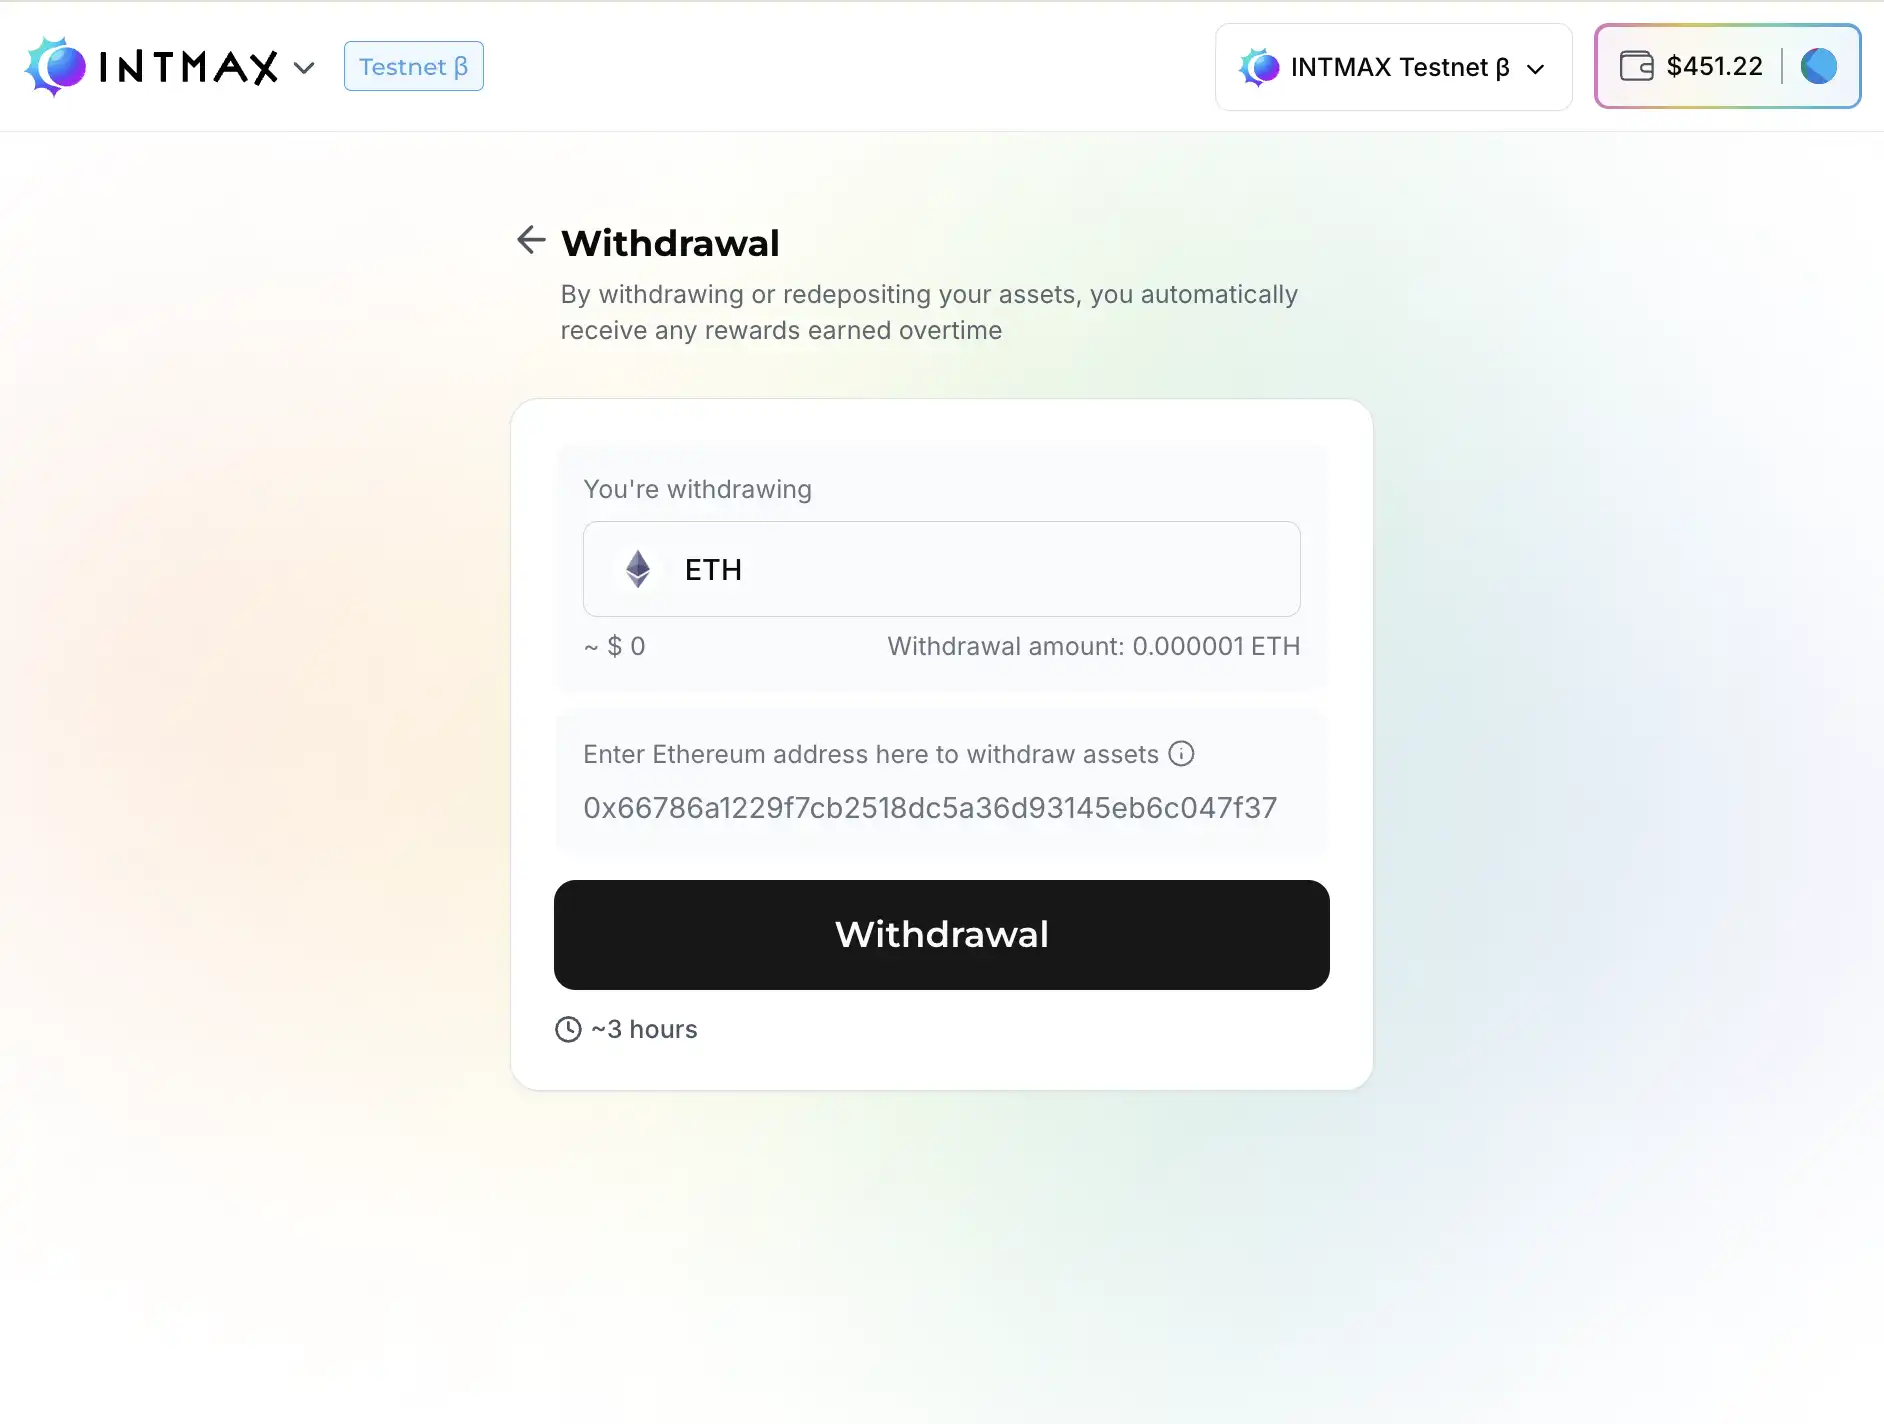 INTMAX
Testnet β
INTMAX Testnet β
$451.22
Withdrawal
By withdrawing or redepositing your assets, you automatically
receive any rewards earned overtime
You're withdrawing
ETH
~ $ 0
Withdrawal amount: 0.000001 ETH
Enter Ethereum address here to withdraw assets
0x66786a1229f7cb2518dc5a36d93145eb6c047f37
Withdrawal
~3 hours